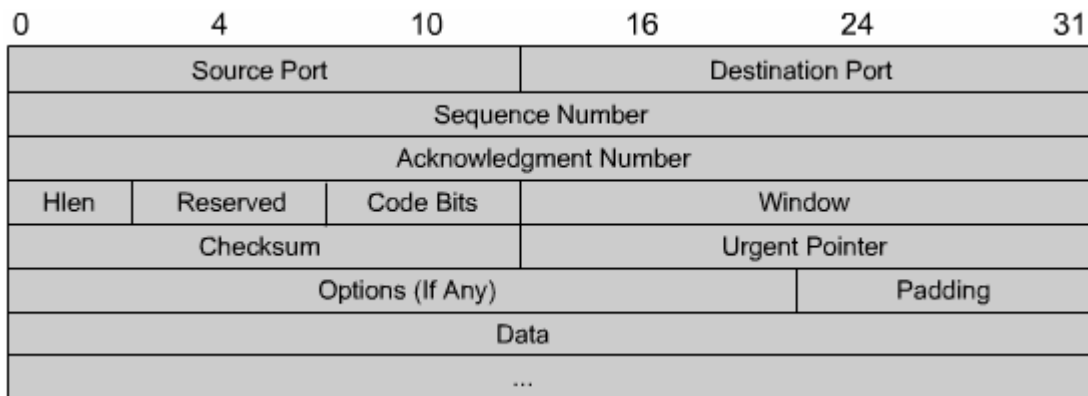 0 4 10 16 24 31
Source Port Destination Port
Sequence Number
Acknowledgment Number
Hlen Reserved Code Bits Window
Checksum Urgent Pointer
Options (If Any) Padding
Data
...